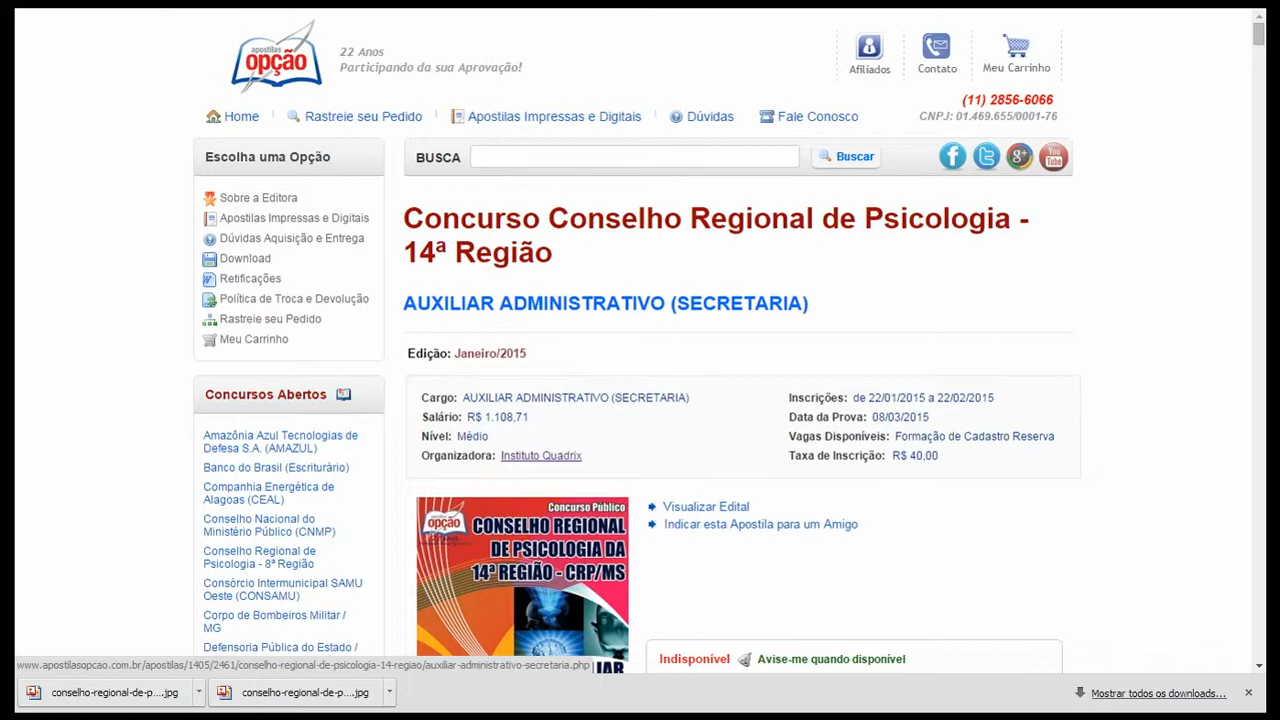 apostilas
opção
22 Anos
Participando da sua Aprovação!
Afiliados
Contato
Meu Carrinho
(11) 2856-6066
CNPJ: 01.469.655/0001-76
Home
Rastreie seu Pedido
Apostilas Impressas e Digitais
Dúvidas
Fale Conosco
Escolha uma Opção
Sobre a Editora
Apostilas Impressas e Digitais
Dúvidas Aquisição e Entrega
Download
Retificações
Política de Troca e Devolução
Rastreie seu Pedido
Meu Carrinho
Concursos Abertos
Amazônia Azul Tecnologias de
Defesa S.A. (AMAZUL)
Banco do Brasil (Escriturário)
Companhia Energética de
Alagoas (CEAL)
Conselho Nacional do
Ministério Público (CNMP)
Conselho Regional de
Psicologia - 8ª Região
Consórcio Intermunicipal SAMU
Oeste (CONSAMU)
Corpo de Bombeiros Militar /
MG
Defensoria Pública do Estado /
BUSCA
Buscar
You
Tube
Concurso Conselho Regional de Psicologia -
14ª Região
AUXILIAR ADMINISTRATIVO (SECRETARIA)
Edição: Janeiro/2015
Cargo: AUXILIAR ADMINISTRATIVO (SECRETARIA)
Salário: R$ 1.108,71
Nível: Médio
Organizadora: Instituto Quadrix
Inscrições: de 22/01/2015 a 22/02/2015
Data da Prova: 08/03/2015
Vagas Disponíveis: Formação de Cadastro Reserva
Taxa de Inscrição: R$ 40,00
Concurso Público
opção
CONSELHO REGIONAL
DE PSICOLOGIA DA
14ª REGIÃO - CRP/MS
Visualizar Edital
Indicar esta Apostila para um Amigo
Indisponível
Avise-me quando disponível
www.apostilasopcao.com.br/apostilas/1405/2461/conselho-regional-de-psicologia-14-regiao/auxiliar-administrativo-secretaria.php
conselho-regional-de-p....jpg
conselho-regional-de-p....jpg
Mostrar todos os downloads...